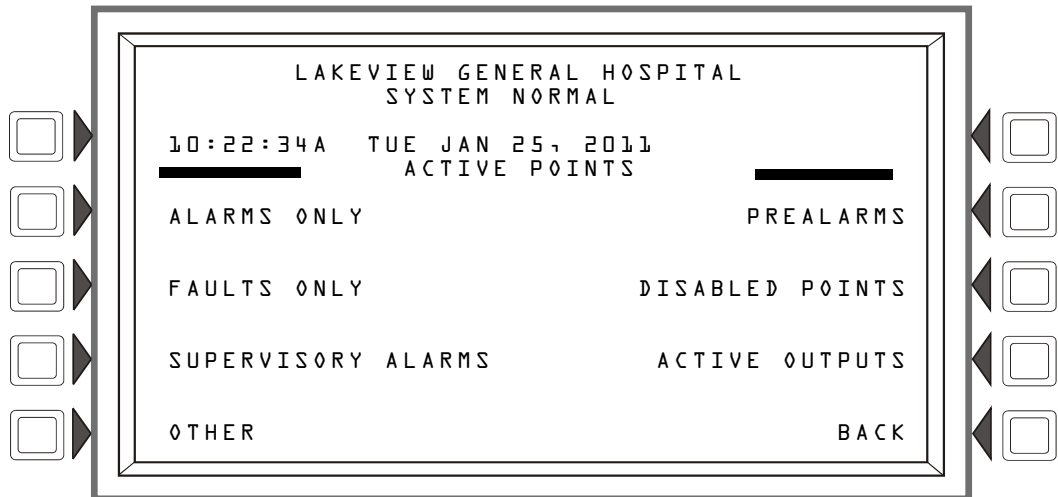 LAKEVIEW GENERAL HOSPITAL
SYSTEM NORMAL
10:22:34A TUE JAN 25, 2011
ACTIVE POINTS
ALARMS ONLY PREALARMS
FAULTS ONLY DISABLED POINTS
SUPERVISORY ALARMS ACTIVE OUTPUTS
OTHER BACK